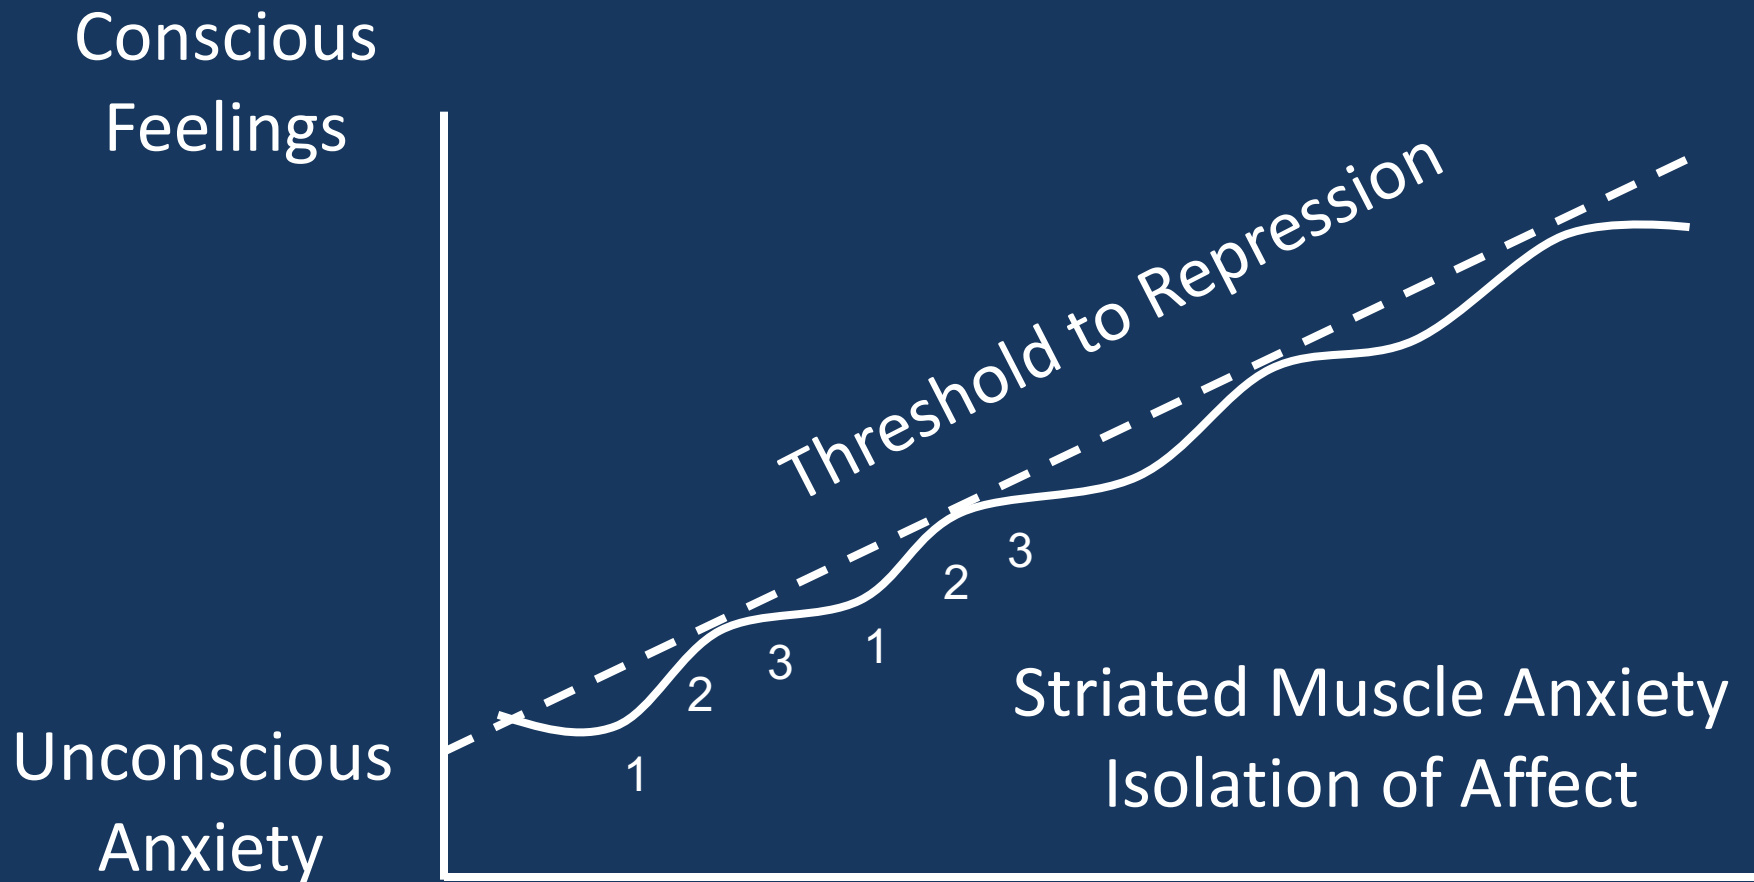 Conscious
Feelings
Threshold to Repression
3
2
1
3
2
1
Striated Muscle Anxiety
Isolation of Affect
Unconscious
Anxiety